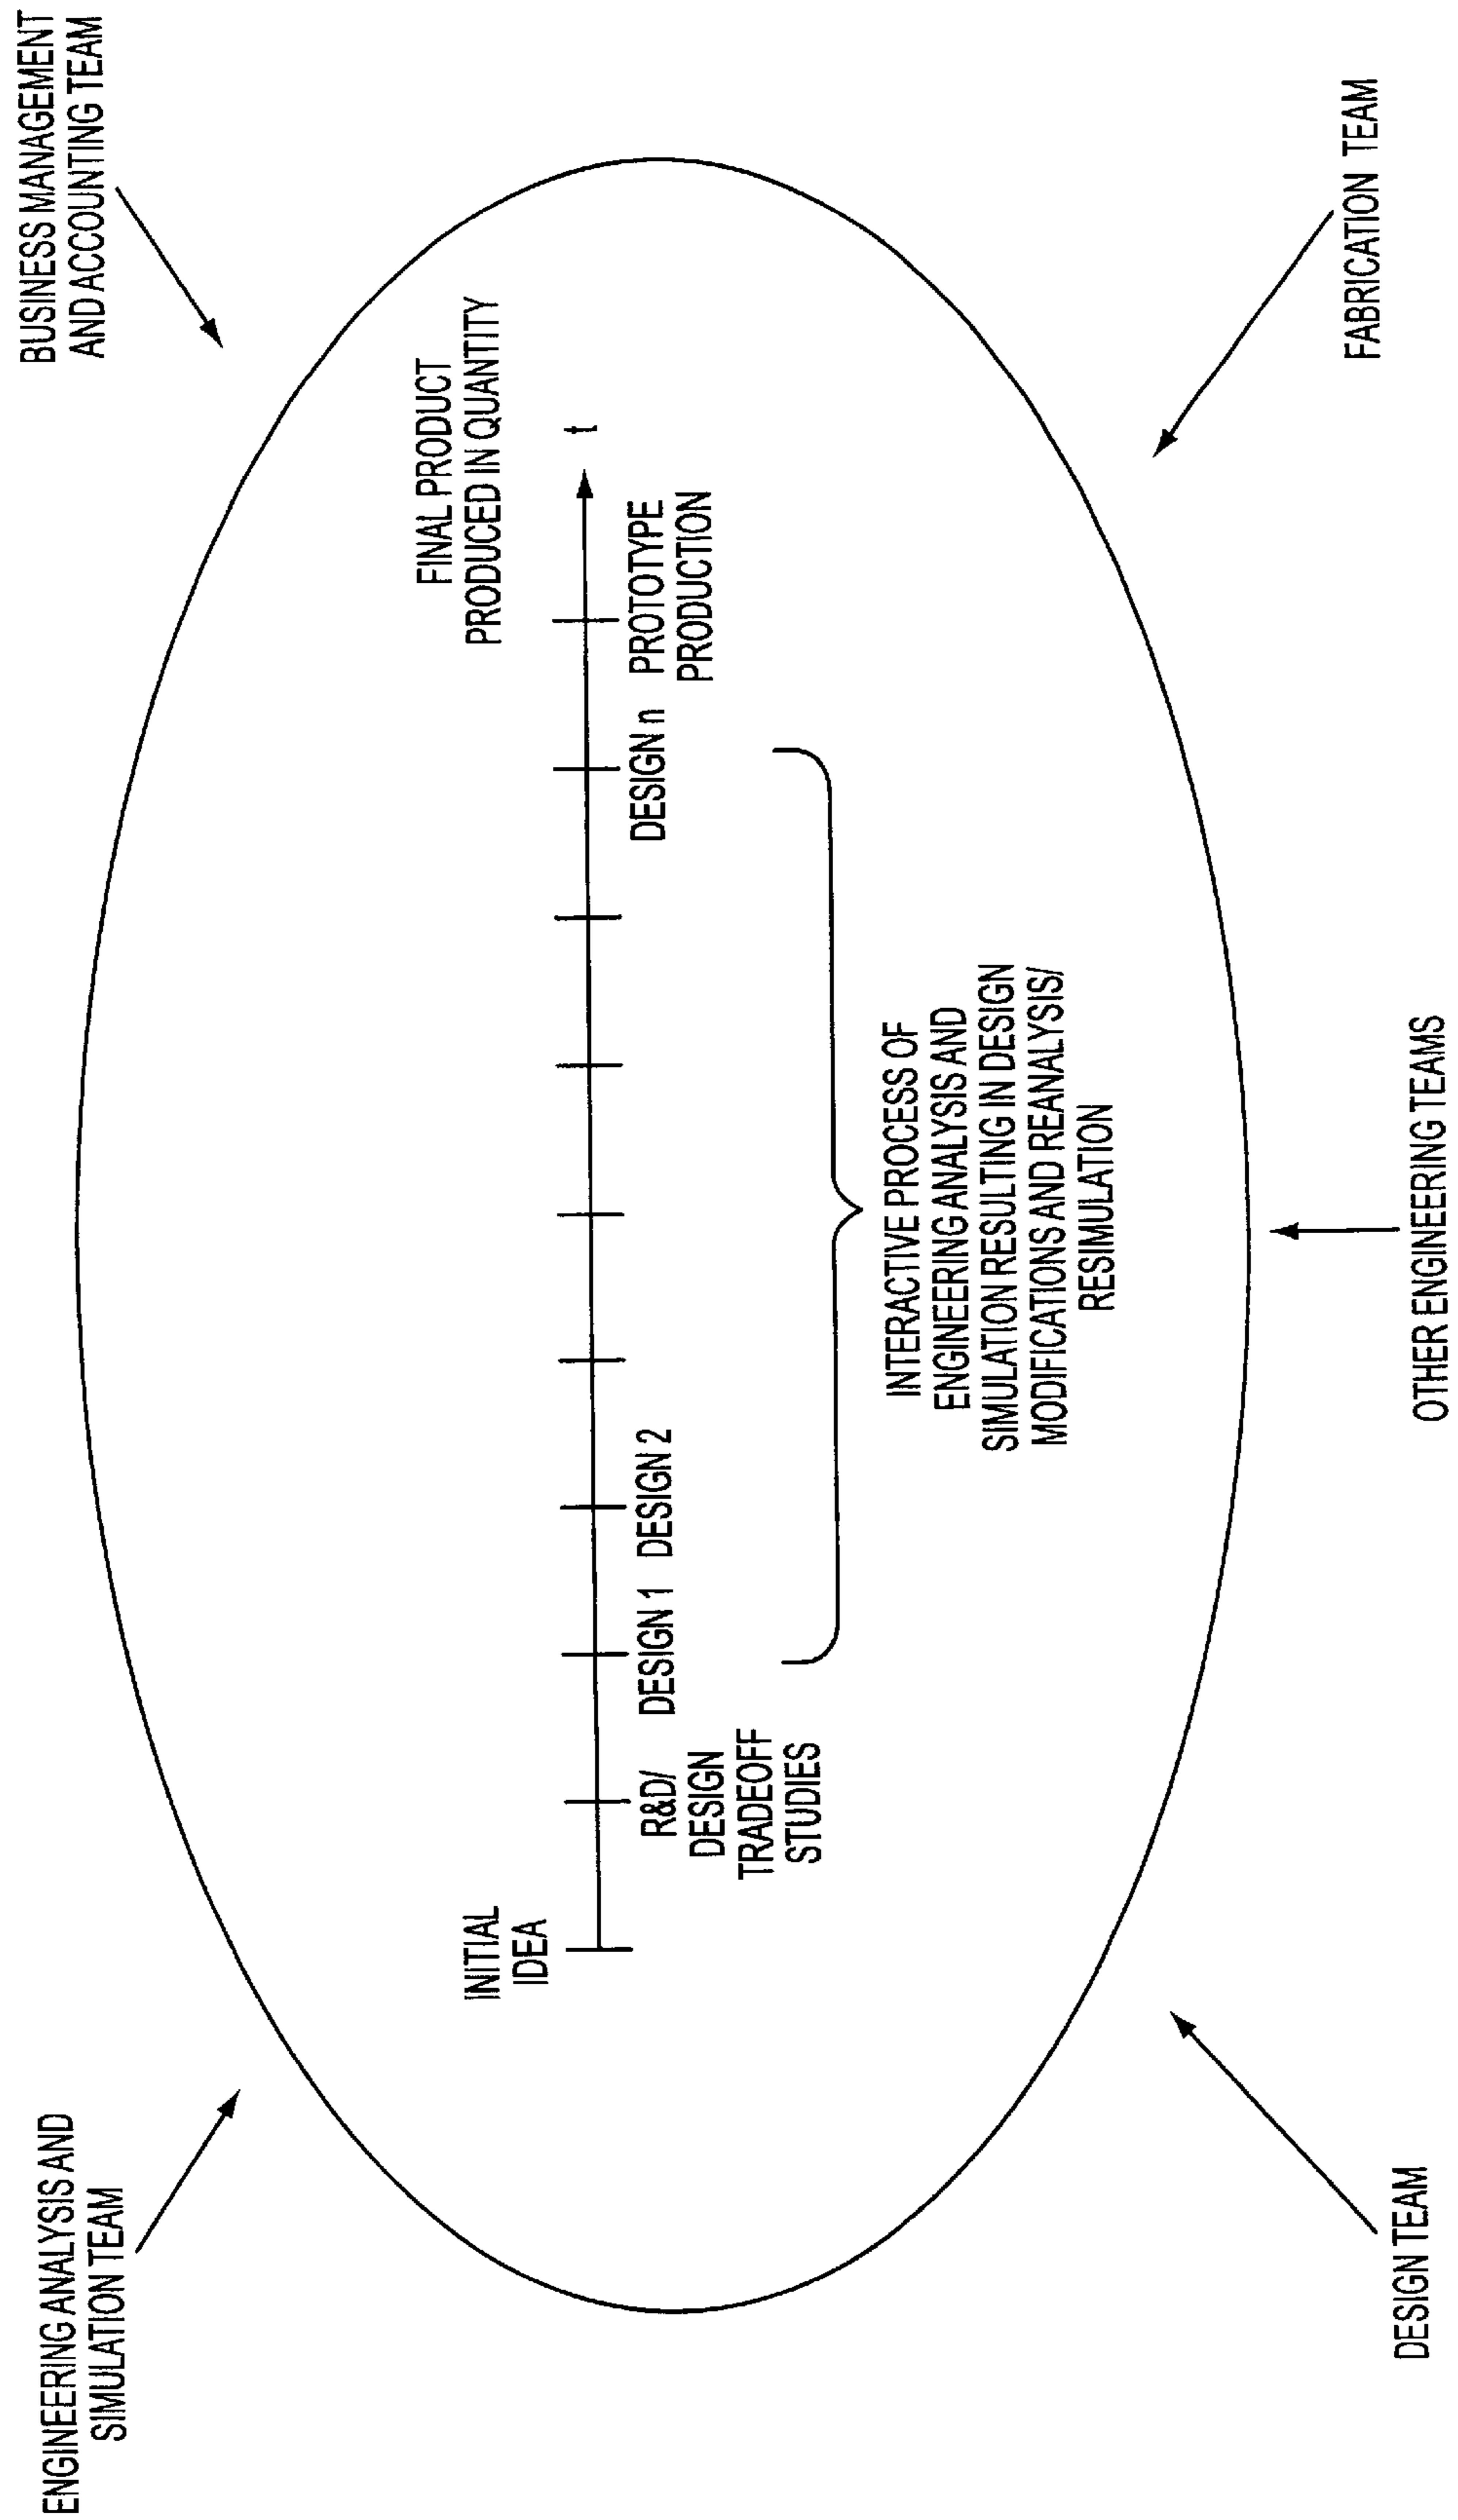 ENGINEERING ANALYSIS AND
SIMULATION TEAM
BUSINESS MANAGEMENT
AND ACCOUNTING TEAM
INITIAL
IDEA
FINAL PRODUCT
PRODUCED IN QUANTITY
t
R&D/
DESIGN
TRADEOFF
STUDIES
DESIGN 1
DESIGN 2
DESIGN n
PROTOTYPE
PRODUCTION
INTERACTIVE PROCESS OF
ENGINEERING ANALYSIS AND
SIMULATION RESULTING IN DESIGN
MODIFICATIONS AND REANALYSIS/
RESIMULATION
DESIGN TEAM
OTHER ENGINEERING TEAMS
FABRICATION TEAM